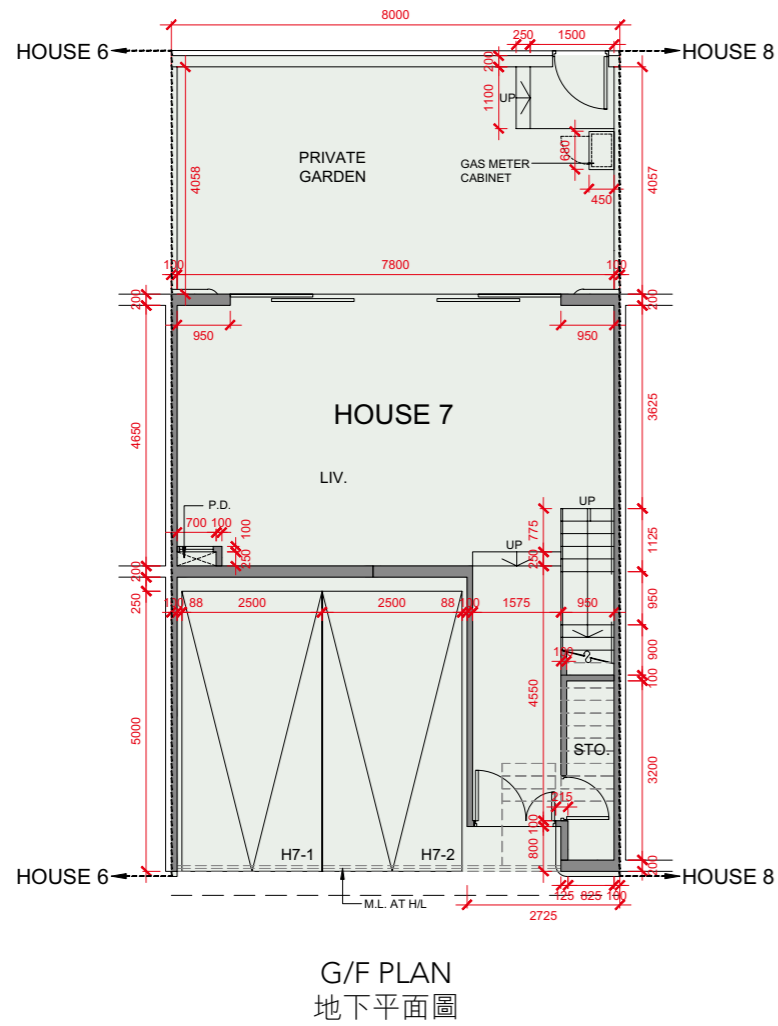 8000
250 1500
HOUSE 6
HOUSE 8
200
UP
1100
PRIVATE
GARDEN
GAS METER
CABINET
680
450
4058
4057
100
7800
100
200
200
950
950
HOUSE 7
LIV.
4650
3625
P.D.
700 100
100
250
UP
775
250
UP
1125
200
250
100 88 2500 2500 88 100 1575 950
950
100
900
100
4550
5000
STO.
3200
215
H7-1
H7-2
100
800
200
HOUSE 6
HOUSE 8
M.L. AT H/L
125 825 100
2725
G/F PLAN
地下平面圖